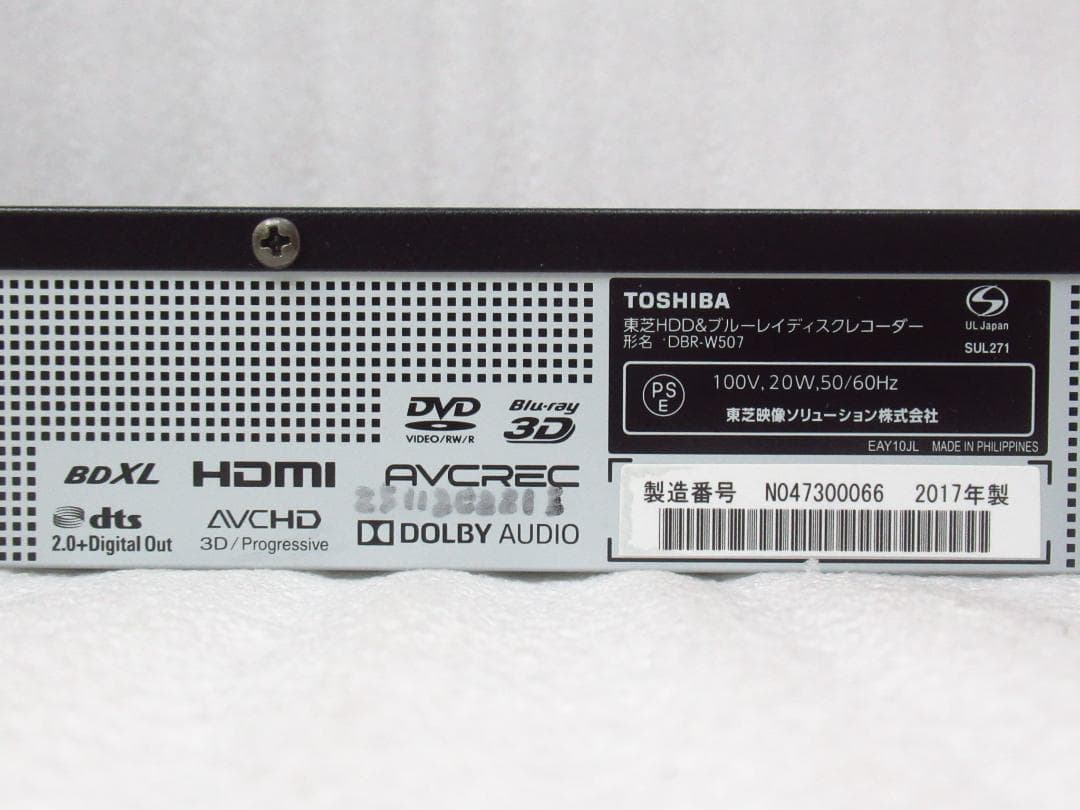 TOSHIBA
東芝HDD&ブルーレイディスクレコーダー
形名 DBR-W507
UL Japan
SUL271
PS
E
100V, 20W, 50/60Hz
東芝映像ソリューション株式会社
EAY10JL MADE IN PHILIPPINES
DVD
VIDEO/RW/R
Blu-ray
3D
BDXL
HDMI
AVCREC
dts
2.0+Digital Out
AVCHD
3D/Progressive
DOLBY AUDIO
製造番号 NO47300066 2017年製